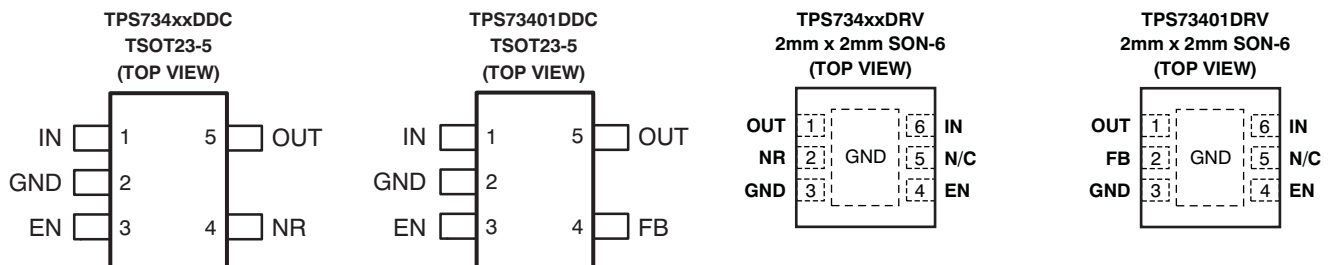 TPS734xxDDC
TSOT23-5
(TOP VIEW)
IN 1 5 OUT
GND 2
EN 3 4 NR
TPS73401DDC
TSOT23-5
(TOP VIEW)
IN 1 5 OUT
GND 2
EN 3 4 FB
TPS734xxDRV
2mm x 2mm SON-6
(TOP VIEW)
OUT 1 6 IN
NR 2 GND 5 N/C
GND 3 4 EN
TPS73401DRV
2mm x 2mm SON-6
(TOP VIEW)
OUT 1 6 IN
FB 2 GND 5 N/C
GND 3 4 EN